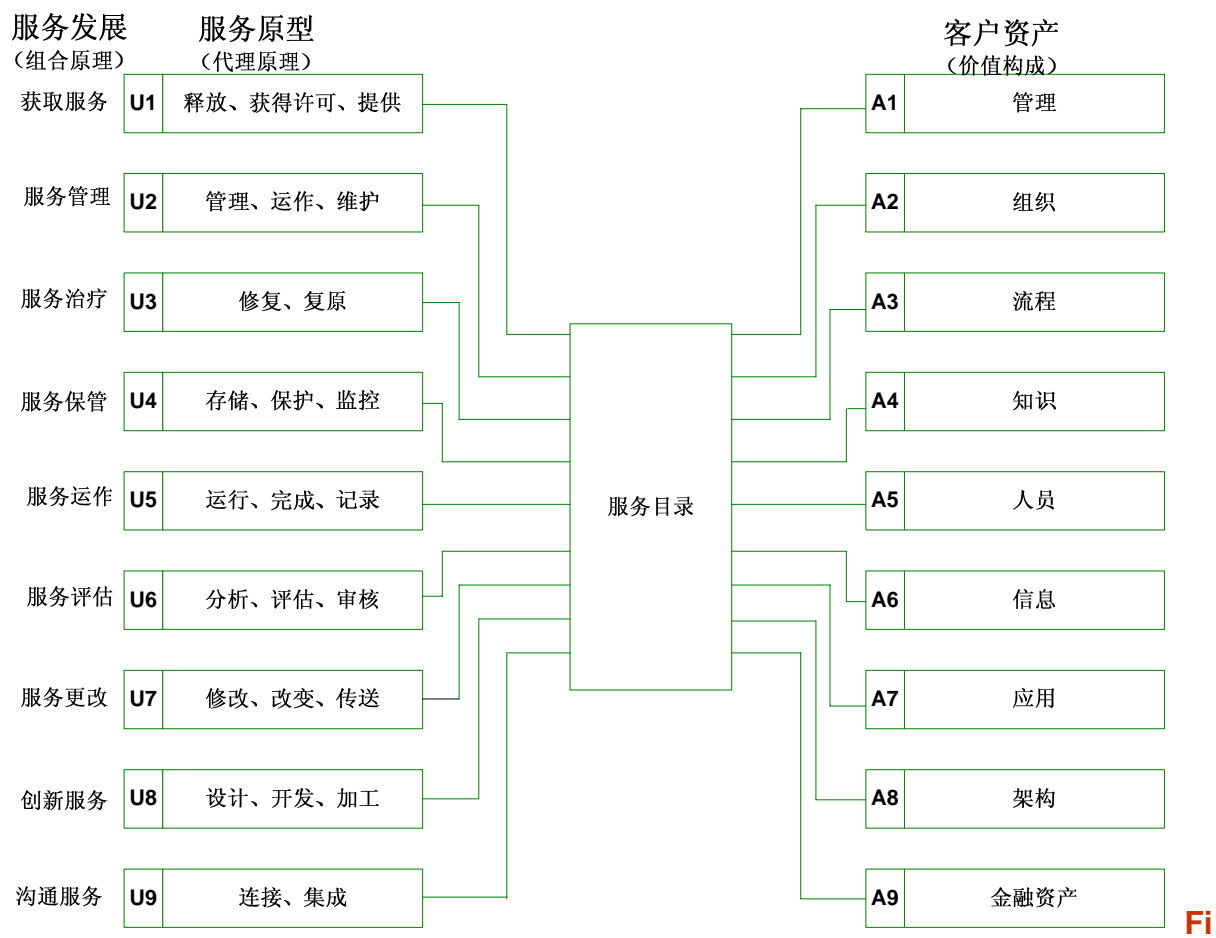 服务发展 服务原型 客户资产
（组合原理） （代理原理） （价值构成）
获取服务 U1 释放、获得许可、提供 A1 管理
服务管理 U2 管理、运作、维护 A2 组织
服务治疗 U3 修复、复原 A3 流程
服务保管 U4 存储、保护、监控 A4 知识
服务运作 U5 运行、完成、记录 A5 人员
服务目录
服务评估 U6 分析、评估、审核 A6 信息
服务更改 U7 修改、改变、传送 A7 应用
创新服务 U8 设计、开发、加工 A8 架构
沟通服务 U9 连接、集成 A9 金融资产
Fi